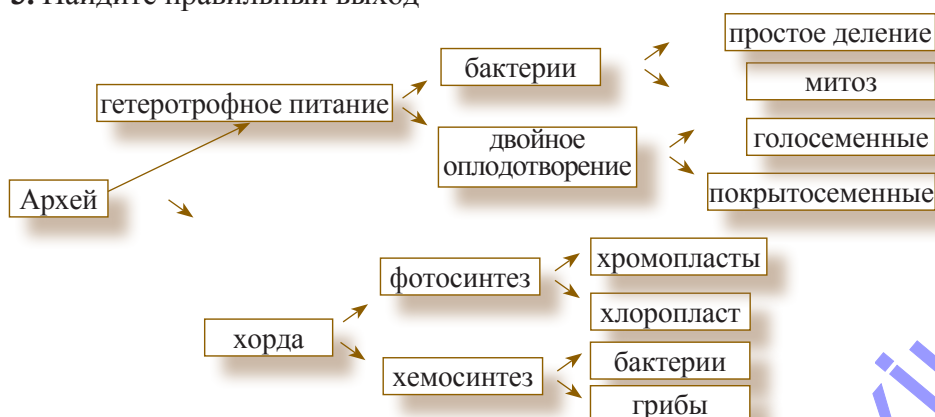 3. Найдите правильный выход
простое деление
бактерии
митоз
гетеротрофное питание
двойное
оплодотворение
голосеменные
Архей
покрытосеменные
хромопласты
фотосинтез
хлоропласт
хорда
бактерии
хемосинтез
грибы